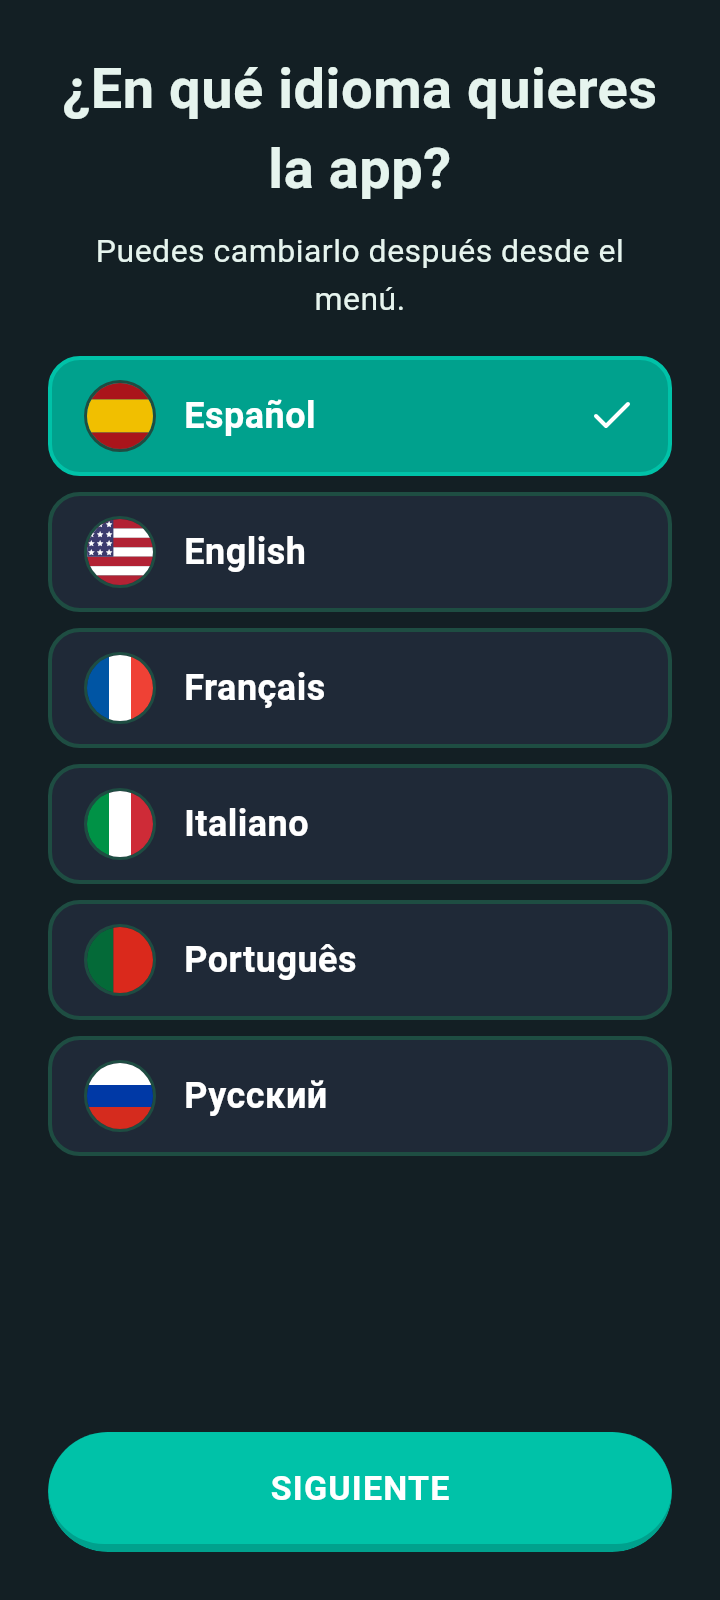 ¿En qué idioma quieres
la app?
Puedes cambiarlo después desde el
menú.
Español
English
Français
Italiano
Português
Русский
SIGUIENTE